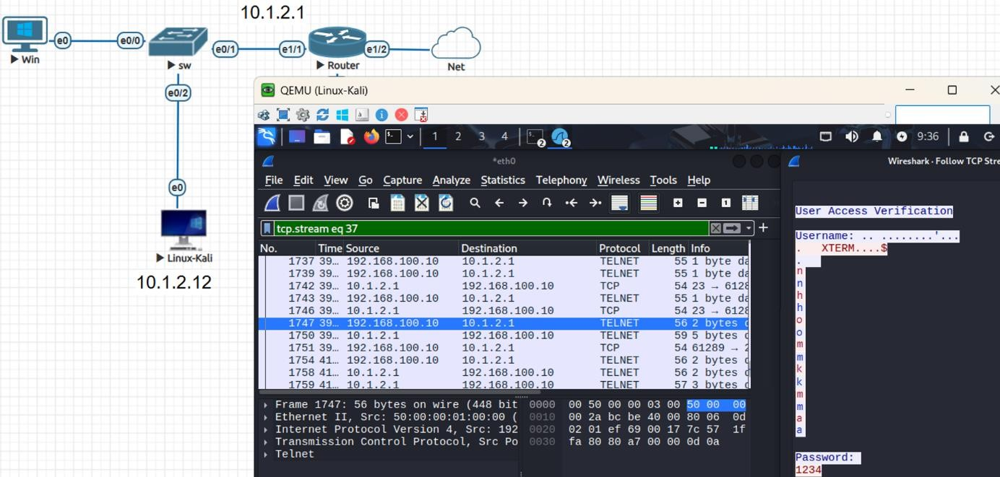 10.1.2.1
e0
e0/0
e0/1
e1/1
e1/2
Win
sw
Router
Net
e0/2
e0
Linux-Kali
10.1.2.12
QEMU (Linux-Kali)
1 2 3 4 2 2 9:36
*eth0
Wireshark · Follow TCP Stre
File Edit View Go Capture Analyze Statistics Telephony Wireless Tools Help
tcp.stream eq 37
No. Time Source Destination Protocol Length Info
1737 39… 192.168.100.10 10.1.2.1 TELNET 55 1 byte da
1739 39… 192.168.100.10 10.1.2.1 TELNET 55 1 byte da
1742 39… 10.1.2.1 192.168.100.10 TCP 54 23 → 6128
1743 39… 192.168.100.10 10.1.2.1 TELNET 55 1 byte da
1746 39… 10.1.2.1 192.168.100.10 TCP 54 23 → 6128
1747 39… 192.168.100.10 10.1.2.1 TELNET 56 2 bytes
1750 39… 10.1.2.1 192.168.100.10 TELNET 59 5 bytes
1751 39… 192.168.100.10 10.1.2.1 TCP 54 61289 →
1754 41… 192.168.100.10 10.1.2.1 TELNET 56 2 bytes
1758 41… 10.1.2.1 192.168.100.10 TELNET 56 2 bytes
1759 41… 10.1.2.1 192.168.100.10 TELNET 57 3 bytes
Frame 1747: 56 bytes on wire (448 bit
Ethernet II, Src: 50:00:00:01:00:00 (
Internet Protocol Version 4, Src: 192
Transmission Control Protocol, Src Po
Telnet
0000 00 50 00 00 03 00 50 00 00
0010 00 2a bc be 40 00 80 06 0d
0020 02 01 ef 69 00 17 7c 57 1f
0030 fa 80 80 a7 00 00 0d 0a
User Access Verification
Username: .. ........'...
. XTERM....$
.
n
n
h
h
o
o
m
m
k
k
m
m
a
a
Password:
1234